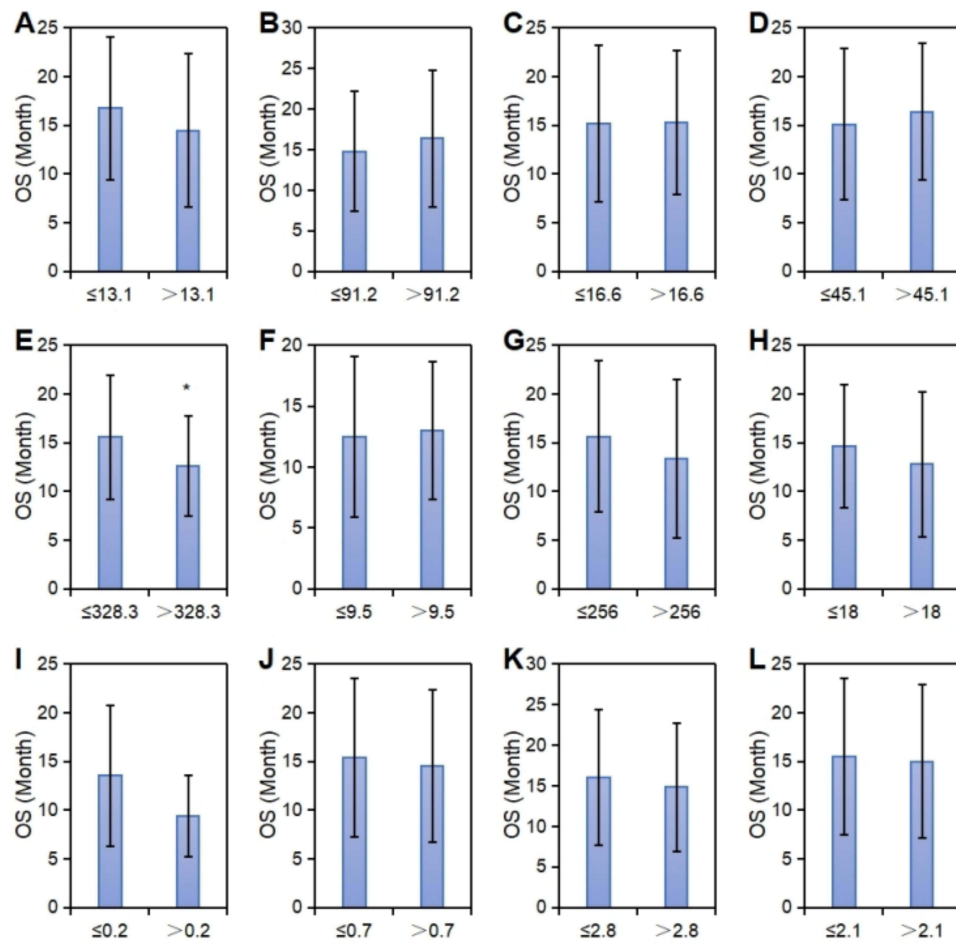 A B C D
25 30 25 25
20 25 20 20
15 20 15 15
10 15 10 10
5 10 5 5
0 5 0 0
0
OS (Month) OS (Month) OS (Month) OS (Month)
≤13.1 >13.1 ≤91.2 >91.2 ≤16.6 >16.6 ≤45.1 >45.1
E F G H
25 20 25 25
20 15 20 20
15 10 15 15
10 5 10 10
5 0 5 5
0 0 0
*
OS (Month) OS (Month) OS (Month) OS (Month)
≤328.3 >328.3 ≤9.5 >9.5 ≤256 >256 ≤18 >18
I J K L
25 25 30 25
20 20 25 20
15 15 20 15
10 10 15 10
5 5 10 5
0 0 5 0
0
OS (Month) OS (Month) OS (Month) OS (Month)
≤0.2 >0.2 ≤0.7 >0.7 ≤2.8 >2.8 ≤2.1 >2.1